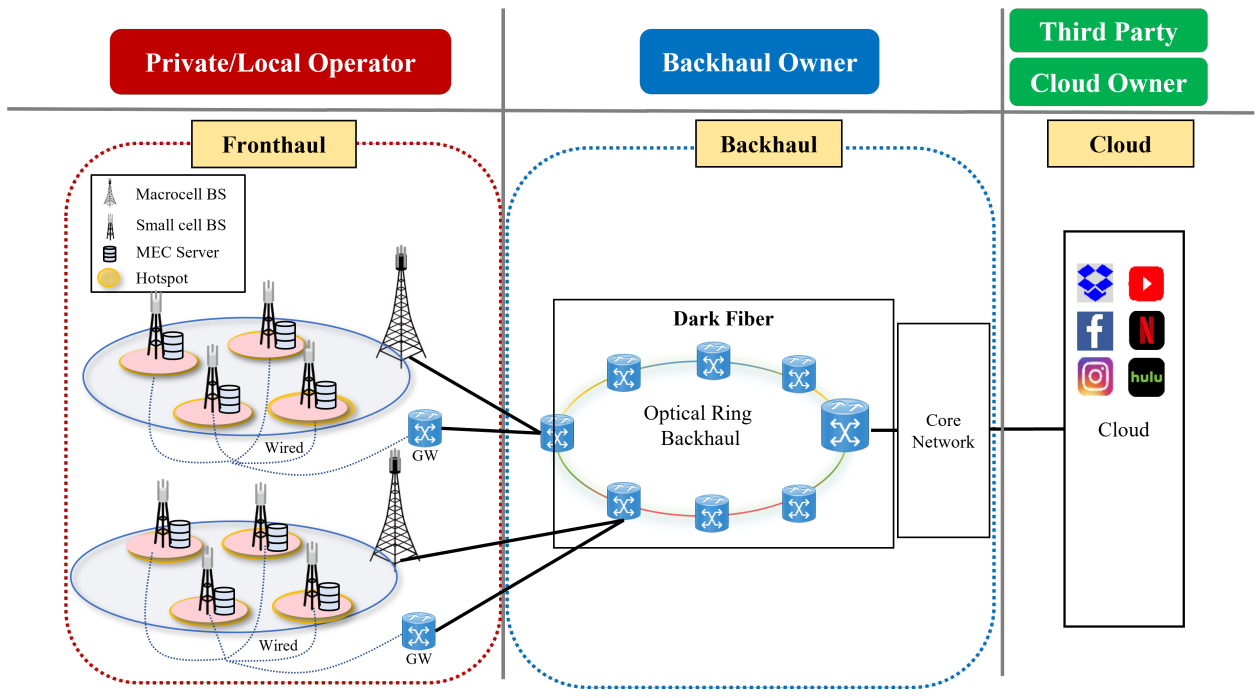 Private/Local Operator
Backhaul Owner
Third Party
Cloud Owner
Fronthaul
Backhaul
Cloud
Macrocell BS
Small cell BS
MEC Server
Hotspot
Dark Fiber
Optical Ring
Backhaul
Core
Network
hulu
Cloud
Wired
GW
Wired
GW